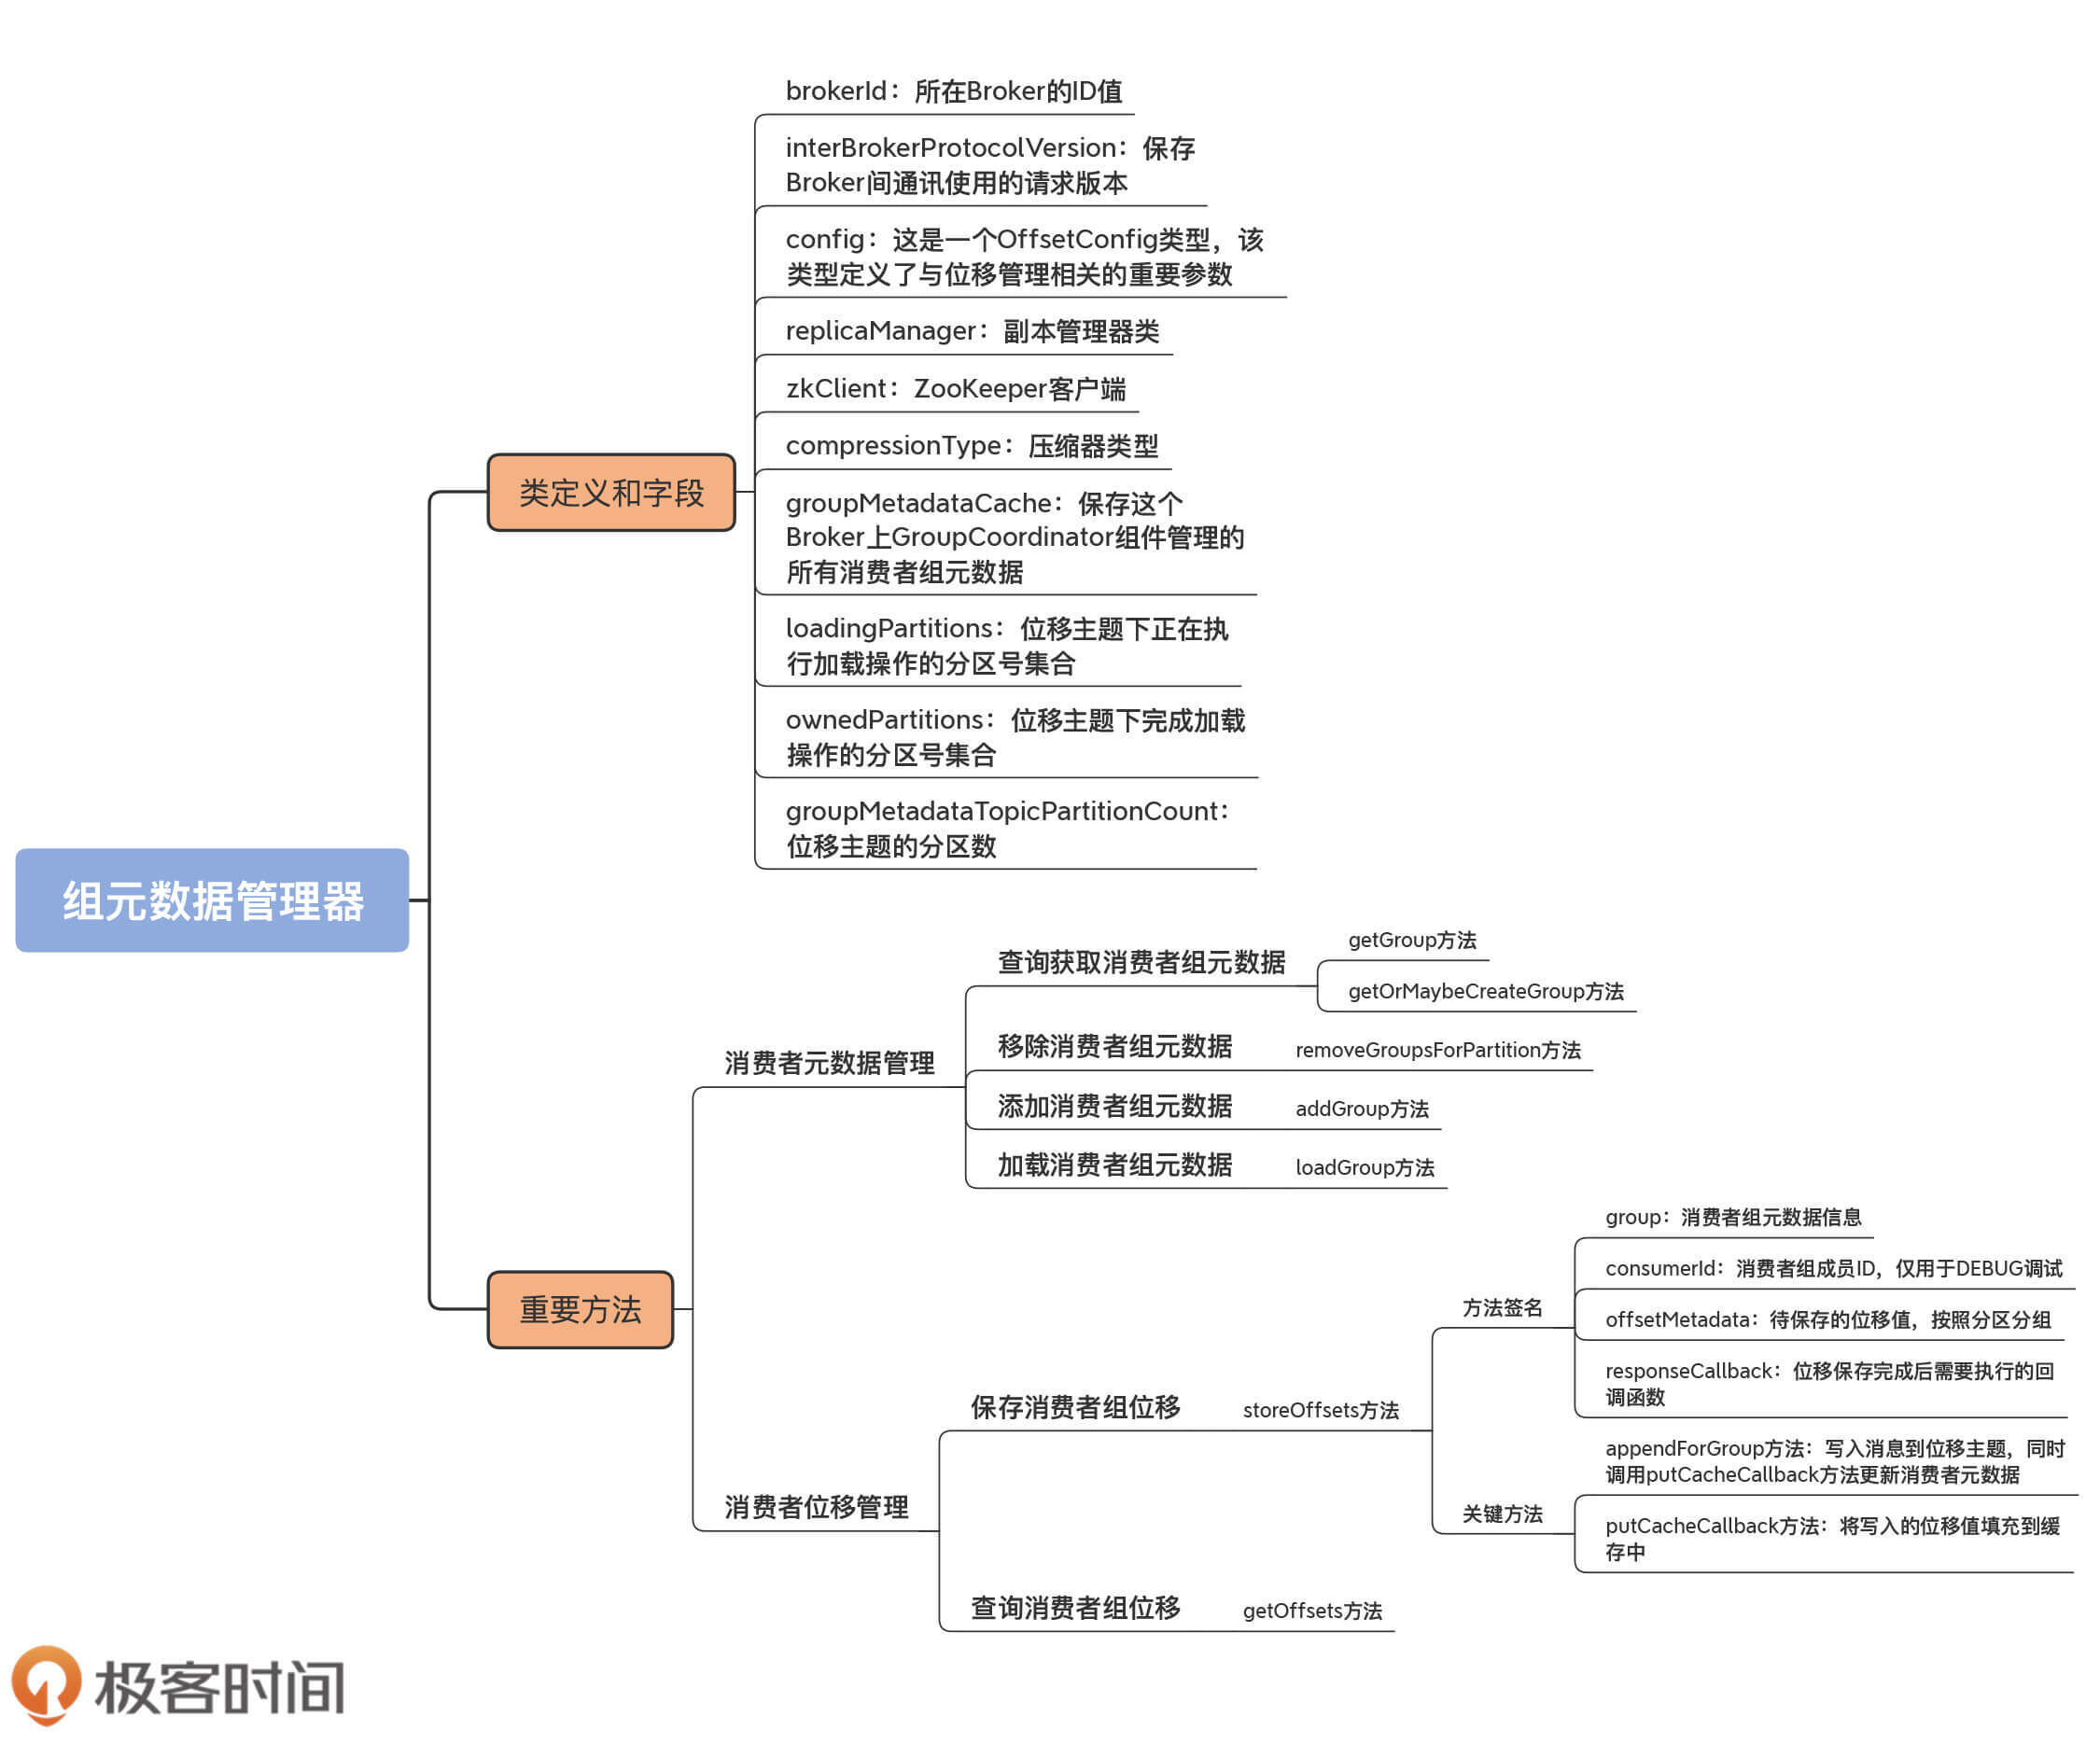 组元数据管理器
类定义和字段
brokerId：所在Broker的ID值
interBrokerProtocolVersion：保存
Broker间通讯使用的请求版本
config：这是一个OffsetConfig类型，该
类型定义了与位移管理相关的重要参数
replicaManager：副本管理器类
zkClient：ZooKeeper客户端
compressionType：压缩器类型
groupMetadataCache：保存这个
Broker上GroupCoordinator组件管理的
所有消费者组元数据
loadingPartitions：位移主题下正在执
行加载操作的分区号集合
ownedPartitions：位移主题下完成加载
操作的分区号集合
groupMetadataTopicPartitionCount：
位移主题的分区数
重要方法
消费者元数据管理
查询获取消费者组元数据
getGroup方法
getOrMaybeCreateGroup方法
移除消费者组元数据
removeGroupsForPartition方法
添加消费者组元数据
addGroup方法
加载消费者组元数据
loadGroup方法
消费者位移管理
保存消费者组位移
storeOffsets方法
方法签名
group：消费者组元数据信息
consumerId：消费者组成员ID，仅用于DEBUG调试
offsetMetadata：待保存的位移值，按照分区分组
responseCallback：位移保存完成后需要执行的回
调函数
关键方法
appendForGroup方法：写入消息到位移主题，同时
调用putCacheCallback方法更新消费者元数据
putCacheCallback方法：将写入的位移值填充到缓
存中
查询消费者组位移
getOffsets方法
极客时间